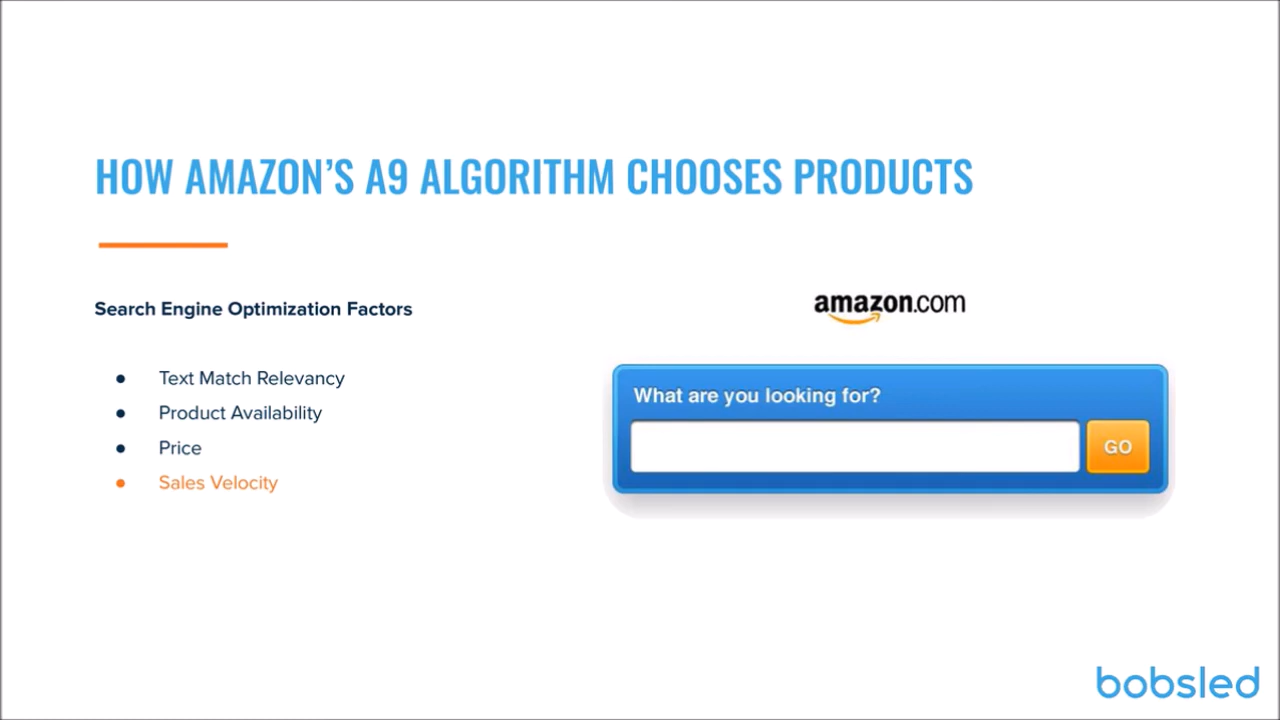 HOW AMAZON’S A9 ALGORITHM CHOOSES PRODUCTS
Search Engine Optimization Factors
● Text Match Relevancy
● Product Availability
● Price
● Sales Velocity
amazon.com
What are you looking for?
GO
bobsled